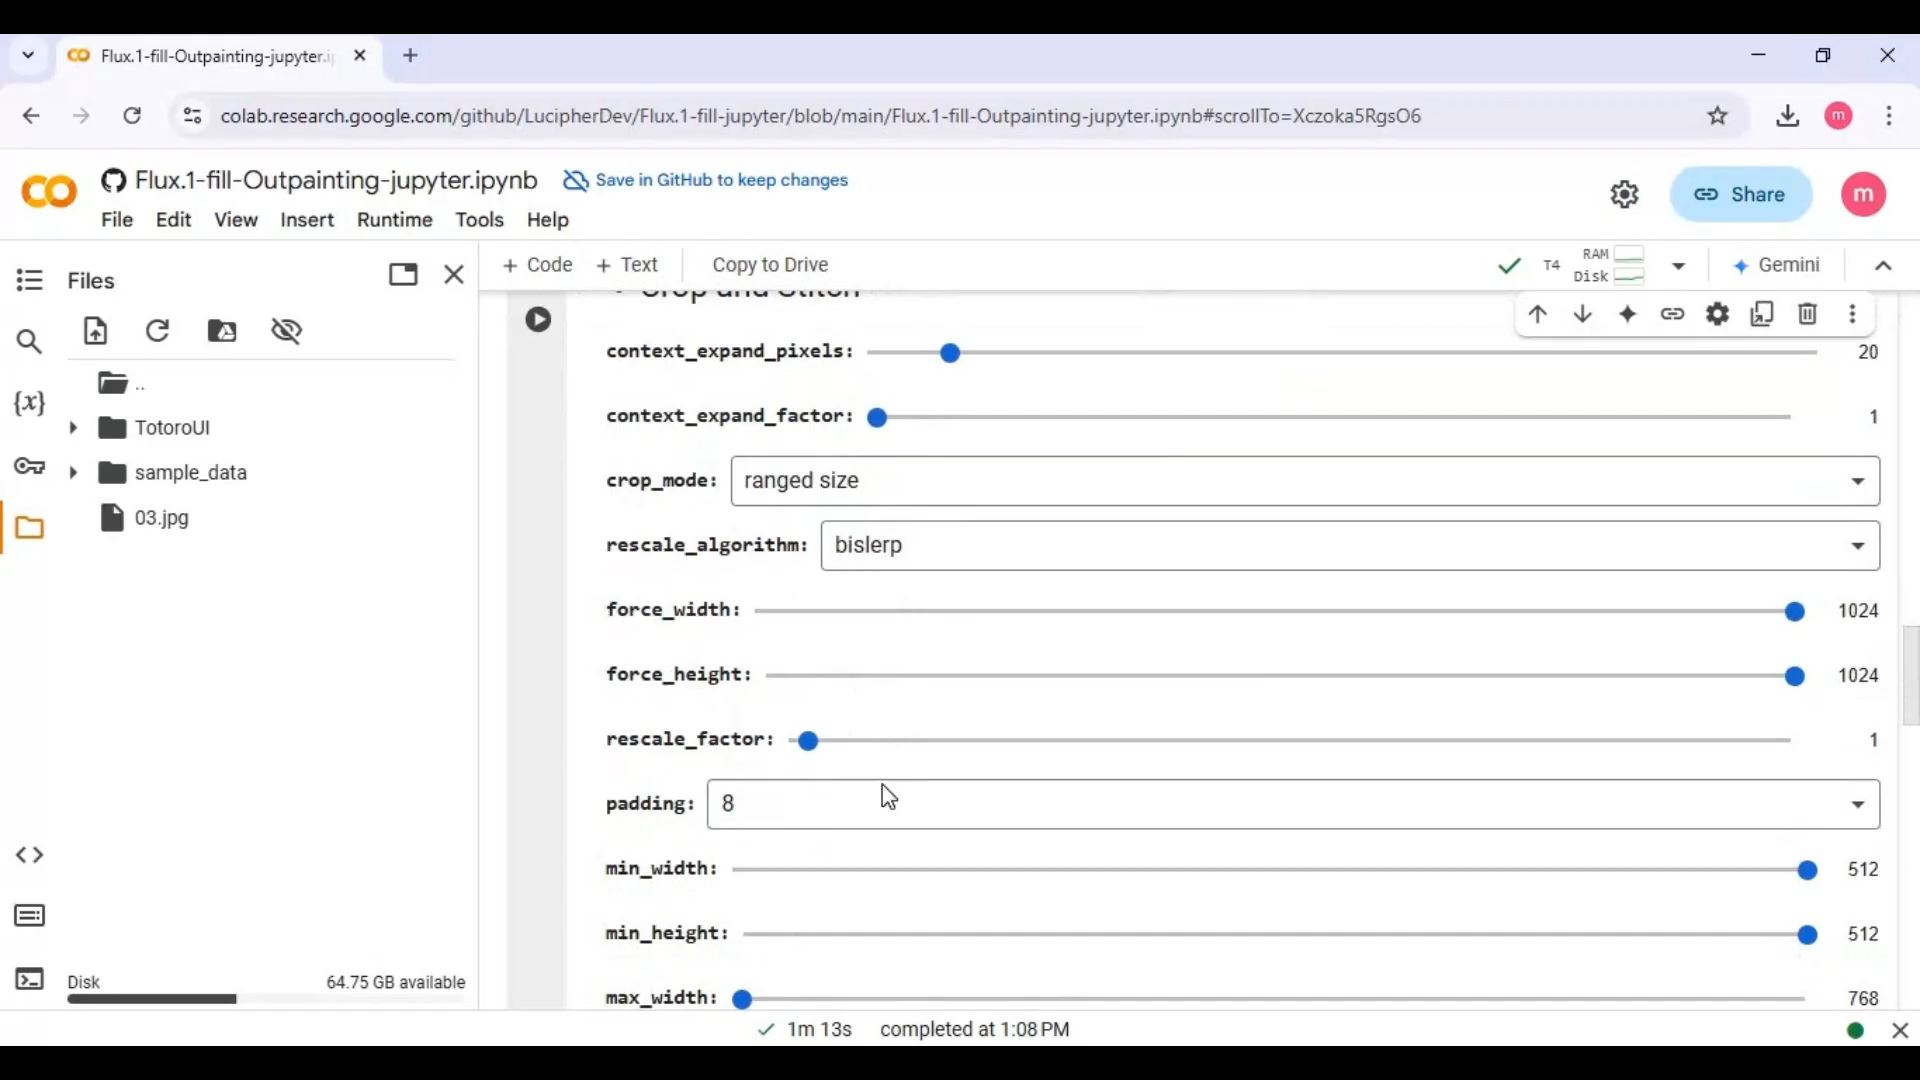 Flux.1-fill-Outpainting-jupyter.i
colab.research.google.com/github/LucipherDev/Flux.1-fill-jupyter/blob/main/Flux.1-fill-Outpainting-jupyter.ipynb#scrollTo=Xczoka5RgsO6
m
Flux.1-fill-Outpainting-jupyter.ipynb
Save in GitHub to keep changes
Share
m
File Edit View Insert Runtime Tools Help
Files
+ Code + Text Copy to Drive
T4
RAM
Disk
Gemini
Crop and Stitch
context_expand_pixels: 20
..
{x}
context_expand_factor: 1
TotoroUI
sample_data
crop_mode: ranged size
03.jpg
rescale_algorithm: bislerp
force_width: 1024
force_height: 1024
rescale_factor: 1
padding: 8
min_width: 512
min_height: 512
Disk 64.75 GB available
max_width: 768
1m 13s completed at 1:08 PM